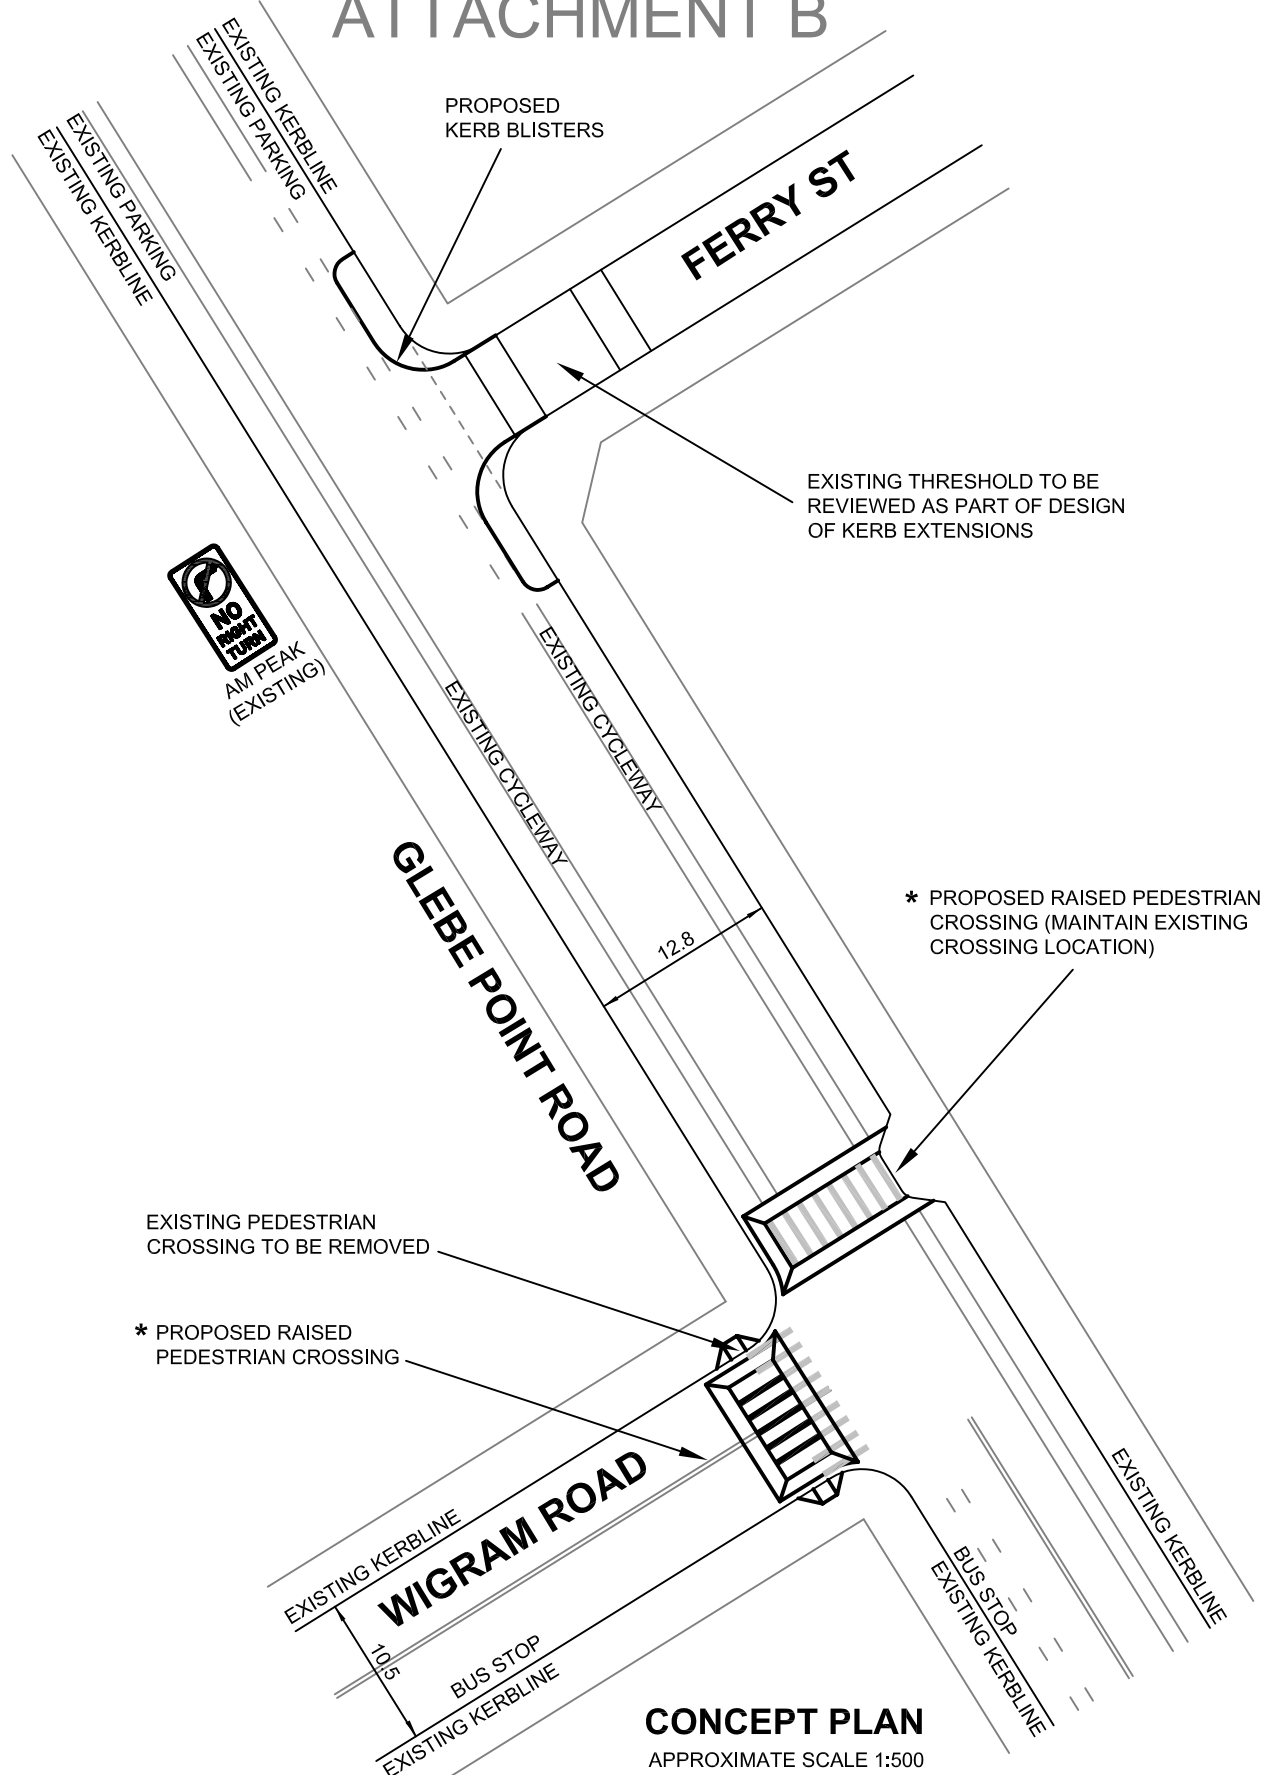 ATTACHMENT B
EXISTING KERBLINE
EXISTING PARKING
EXISTING PARKING
EXISTING KERBLINE
PROPOSED
KERB BLISTERS
FERRY ST
EXISTING THRESHOLD TO BE
REVIEWED AS PART OF DESIGN
OF KERB EXTENSIONS
NO
RIGHT
TURN
AM PEAK
(EXISTING)
EXISTING CYCLEWAY
EXISTING CYCLEWAY
GLEBE POINT ROAD
12.8
* PROPOSED RAISED PEDESTRIAN
CROSSING (MAINTAIN EXISTING
CROSSING LOCATION)
EXISTING PEDESTRIAN
CROSSING TO BE REMOVED
* PROPOSED RAISED
PEDESTRIAN CROSSING
EXISTING KERBLINE
WIGRAM ROAD
10.5
BUS STOP
EXISTING KERBLINE
BUS STOP
EXISTING KERBLINE
EXISTING KERBLINE
CONCEPT PLAN
APPROXIMATE SCALE 1:500